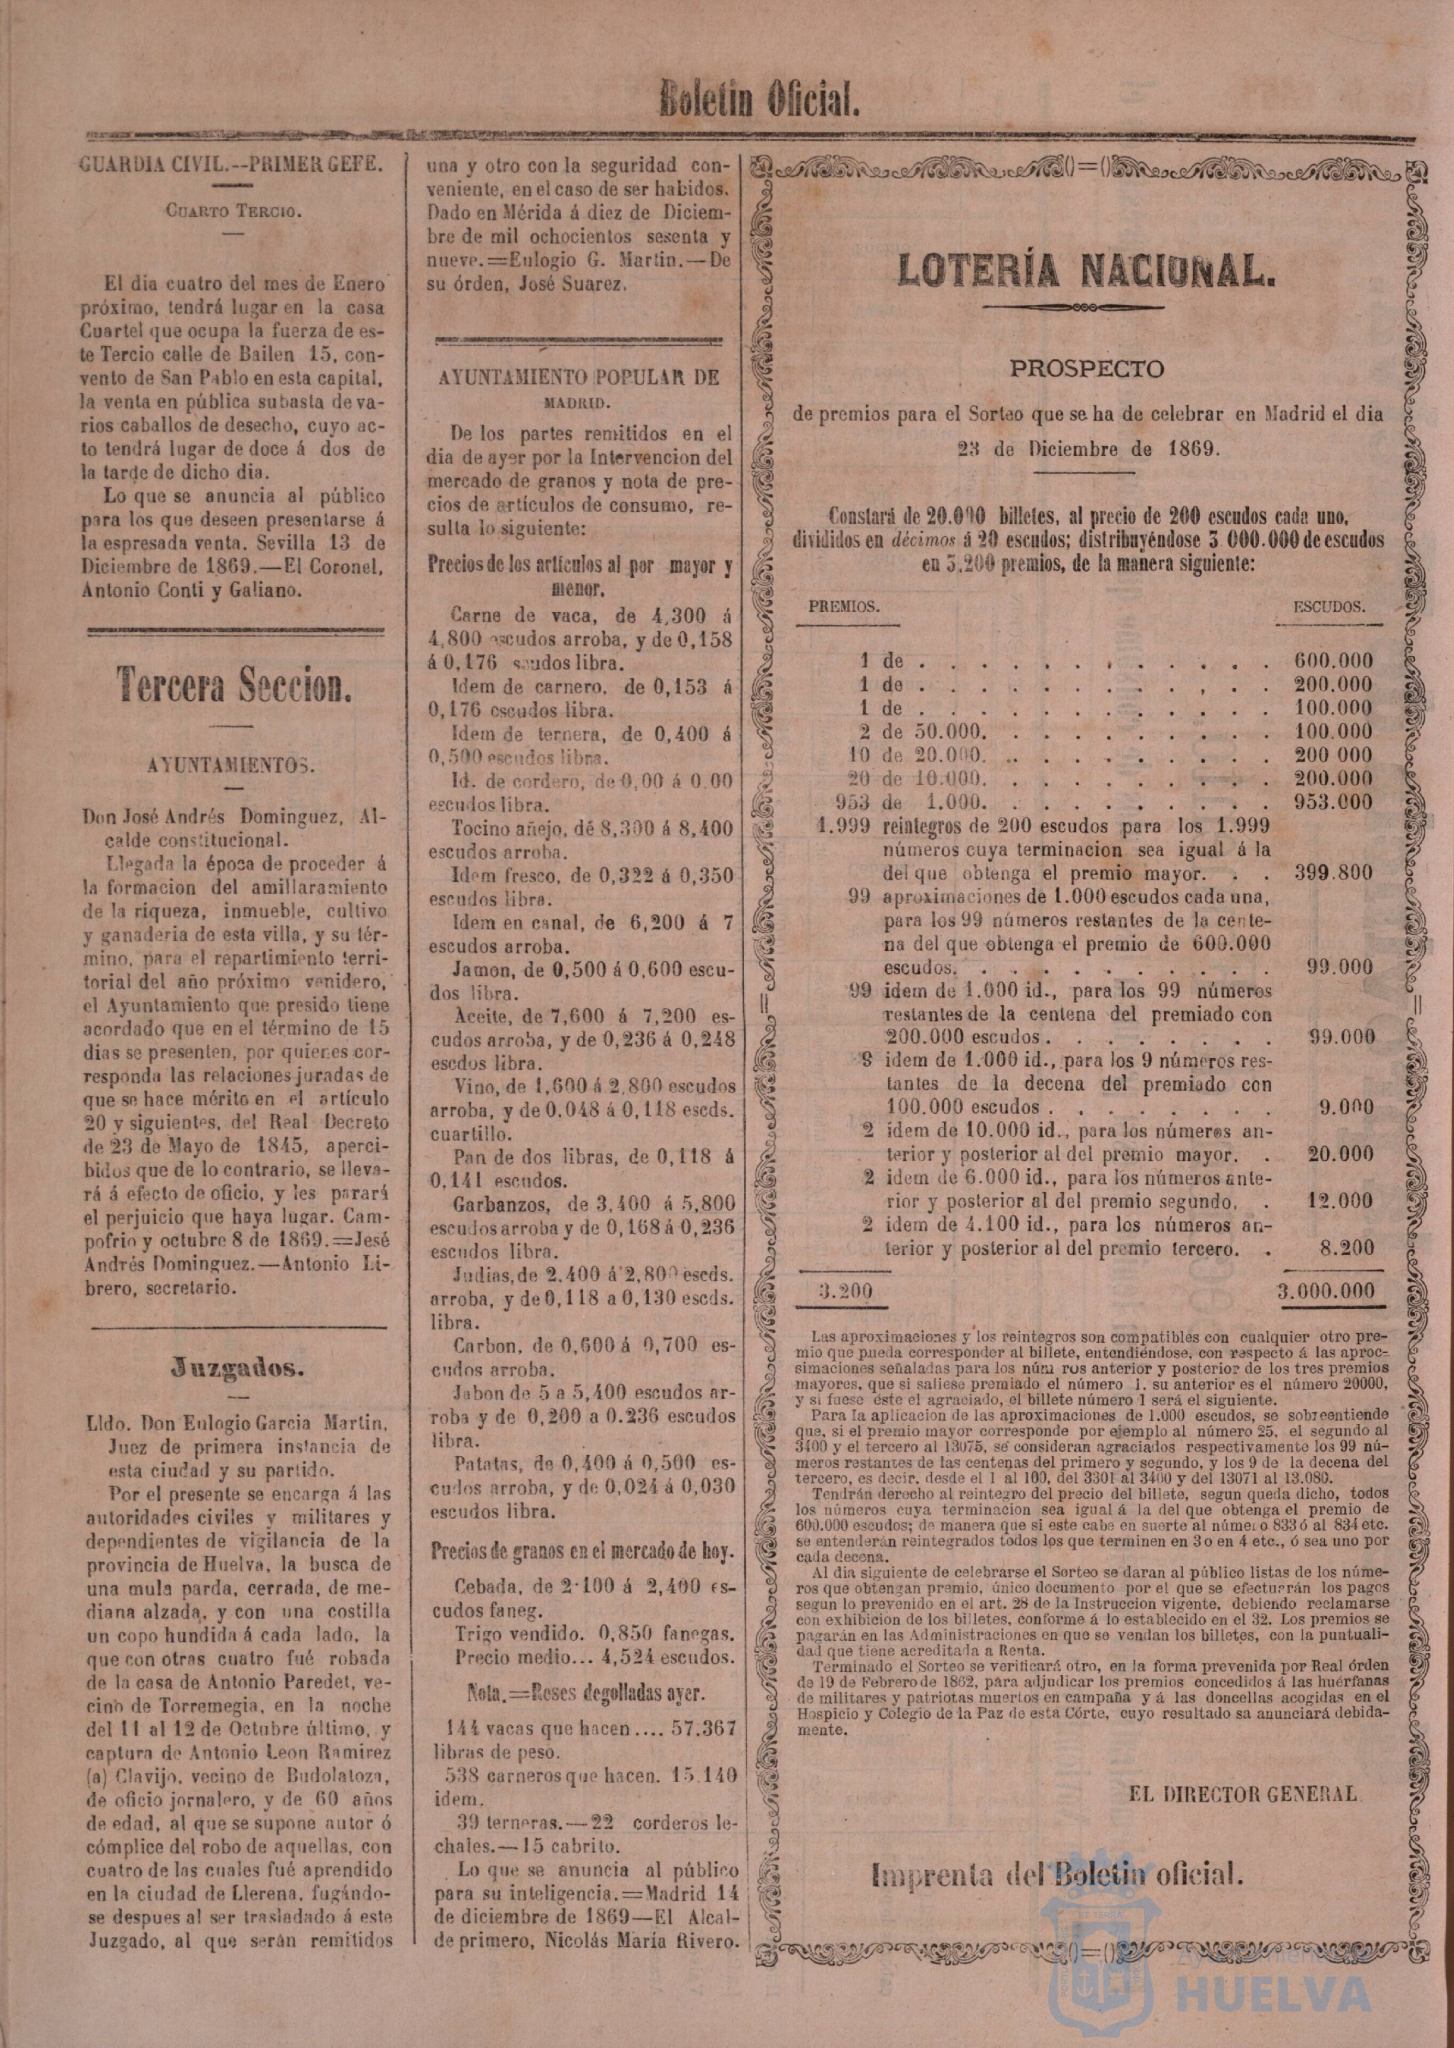 Boletin Oficial.
GUARDIA CIVIL.--PRIMER GEFE.
CUARTO TERCIO.
El dia cuatro del mes de Enero
próximo, tendrá lugar en la casa
Cuartel que ocupa la fuerza de es-
te Tercio calle de Bailen 15, con-
vento de San Pablo en esta capital,
la venta en pública subasta de va-
rios caballos de desecho, cuyo ac-
to tendrá lugar de doce á dos de
la tarde de dicho dia.
Lo que se anuncia al público
para los que deseen presentarse á
la espresada venta. Sevilla 13 de
Diciembre de 1869.—El Coronel,
Antonio Conti y Galiano.
Tercera Seccion.
AYUNTAMIENTOS.
Don José Andrés Dominguez, Al-
calde constitucional.
Llegada la época de proceder á
la formacion del amillaramiento
de la riqueza, inmueble, cultivo
y ganaderia de esta villa, y su tér-
mino, para el repartimiento terri-
torial del año próximo venidero,
el Ayuntamiento que presido tiene
acordado que en el término de 15
dias se presenten, por quienes cor-
responda las relaciones juradas de
que se hace mérito en el artículo
20 y siguientes, del Real Decreto
de 23 de Mayo de 1845, aperci-
bidos que de lo contrario, se lleva-
rá á efecto de oficio, y les parará
el perjuicio que haya lugar. Cam-
pofrio y octubre 8 de 1869.=José
Andrés Dominguez.—Antonio Li-
brero, secretario.
Juzgados.
Lldo. Don Eulogio Garcia Martin,
Juez de primera instancia de
esta ciudad y su partido.
Por el presente se encarga á las
autoridades civiles y militares y
dependientes de vigilancia de la
provincia de Huelva, la busca de
una mula parda, cerrada, de me-
diana alzada, y con una costilla
un copo hundida á cada lado, la
que con otras cuatro fué robada
de la casa de Antonio Paredet, ve-
cino de Torremegia, en la noche
del 11 al 12 de Octubre último, y
captura de Antonio Leon Ramirez
(a) Clavijo, vecino de Budolatoza,
de oficio jornalero, y de 60 años
de edad, al que se supone autor ó
cómplice del robo de aquellas, con
cuatro de las cuales fué aprendido
en la ciudad de Llerena, fugándo-
se despues al ser trasladado á este
Juzgado, al que serán remitidos
una y otro con la seguridad con-
veniente, en el caso de ser habidos.
Dado en Mérida á diez de Diciem-
bre de mil ochocientos sesenta y
nueve.=Eulogio G. Martin.—De
su órden, José Suarez.
AYUNTAMIENTO POPULAR DE
MADRID.
De los partes remitidos en el
dia de ayer por la Intervencion del
mercado de granos y nota de pre-
cios de artículos de consumo, re-
sulta lo siguiente:
Precios de los artículos al por mayor y
menor.
Carne de vaca, de 4,300 á
4,800 escudos arroba, y de 0,158
á 0,176 scudos libra.
Idem de carnero, de 0,153 á
0,176 escudos libra.
Idem de ternera, de 0,400 á
0,500 escudos libra.
Id. de cordero, de 0,00 á 0.00
escudos libra.
Tocino añejo, dé 8,300 á 8,400
escudos arroba.
Idem fresco, de 0,322 á 0,350
escudos libra.
Idem en canal, de 6,200 á 7
escudos arroba.
Jamon, de 0,500 á 0,600 escu-
dos libra.
Aceite, de 7,600 á 7,200 es-
cudos arroba, y de 0,236 á 0,248
escdos libra.
Vino, de 1,600 á 2,800 escudos
arroba, y de 0,048 á 0,118 escds.
cuartillo.
Pan de dos libras, de 0,118 á
0,141 escudos.
Garbanzos, de 3,400 á 5,800
escudos arroba y de 0,168 á 0,236
escudos libra.
Judias, de 2,400 á 2,800 escds.
arroba, y de 0,118 a 0,130 escds.
libra.
Carbon, de 0,600 á 0,700 es-
cudos arroba.
Jabon de 5 a 5,400 escudos ar-
roba y de 0,200 a 0.236 escudos
libra.
Patatas, de 0,400 á 0,500 es-
cudos arroba, y de 0,024 á 0,030
escudos libra.
Precios de granos en el mercado de hoy.
Cebada, de 2·100 á 2,400 es-
cudos faneg.
Trigo vendido. 0,850 fanegas.
Precio medio... 4,524 escudos.
Nota.=Reses degolladas ayer.
144 vacas que hacen .... 57.367
libras de peso.
538 carneros que hacen. 15.140
idem.
39 terneras.—22 corderos le-
chales.—15 cabrito.
Lo que se anuncia al público
para su inteligencia.=Madrid 14
de diciembre de 1869—El Alcal-
de primero, Nicolás María Rivero.
LOTERÍA NACIONAL.
PROSPECTO
de premios para el Sorteo que se ha de celebrar en Madrid el dia
23 de Diciembre de 1869.
Constará de 20.000 billetes, al precio de 200 escudos cada uno,
divididos en décimos á 20 escudos; distribuyéndose 3 000.000 de escudos
en 3.200 premios, de la manera siguiente:
PREMIOS. ESCUDOS.
1 de . . . . . . . . . . . . 600.000
1 de . . . . . . . . . . . . 200.000
1 de . . . . . . . . . . . . 100.000
2 de 50.000. . . . . . . . . . 100.000
10 de 20.000. . . . . . . . . . 200 000
20 de 10.000. . . . . . . . . . 200.000
953 de 1.000. . . . . . . . . . 953.000
1.999 reintegros de 200 escudos para los 1.999
números cuya terminacion sea igual á la
del que obtenga el premio mayor. . . 399.800
99 aproximaciones de 1.000 escudos cada una,
para los 99 números restantes de la cente-
na del que obtenga el premio de 600.000
escudos. . . . . . . . . . . 99.000
99 idem de 1.000 id., para los 99 números
restantes de la centena del premiado con
200.000 escudos . . . . . . . . 99.000
9 idem de 1.000 id., para los 9 números res-
tantes de la decena del premiado con
100.000 escudos . . . . . . . . 9.000
2 idem de 10.000 id., para los números an-
terior y posterior al del premio mayor. . 20.000
2 idem de 6.000 id., para los números ante-
rior y posterior al del premio segundo, . 12.000
2 idem de 4.100 id., para los números an-
terior y posterior al del premio tercero. . 8.200
3.200 3.000.000
Las aproximaciones y los reintegros son compatibles con cualquier otro pre-
mio que pueda corresponder al billete, entendiéndose, con respecto á las aproc-
simaciones señaladas para los núm ros anterior y posterior de los tres premios
mayores, que si saliese premiado el número 1, su anterior es el número 20000,
y si fuese éste el agraciado, el billete número 1 será el siguiente.
Para la aplicacion de las aproximaciones de 1.000 escudos, se sobreentiende
que, si el premio mayor corresponde por ejemplo al número 25, el segundo al
3400 y el tercero al 13075, se consideran agraciados respectivamente los 99 nú-
meros restantes de las centenas del primero y segundo, y los 9 de la decena del
tercero, es decir, desde el 1 al 100, del 3301 al 3400 y del 13071 al 13.080.
Tendrán derecho al reintegro del precio del billete, segun queda dicho, todos
los números cuya terminacion sea igual á la del que obtenga el premio de
600.000 escudos; de manera que si este cabe en suerte al número 833 ó al 834 etc.
se entenderán reintegrados todos los que terminen en 3 o en 4 etc., ó sea uno por
cada decena.
Al dia siguiente de celebrarse el Sorteo se daran al público listas de los núme-
ros que obtengan premio, único documento por el que se efectuarán los pagos
segun lo prevenido en el art. 28 de la Instruccion vigente, debiendo reclamarse
con exhibicion de los billetes, conforme á lo establecido en el 32. Los premios se
pagarán en las Administraciones en que se vendan los billetes, con la puntuali-
dad que tiene acreditada a Renta.
Terminado el Sorteo se verificará otro, en la forma prevenida por Real órden
de 19 de Febrero de 1862, para adjudicar los premios concedidos á las huérfanas
de militares y patriotas muertos en campaña y á las doncellas acogidas en el
Hospicio y Colegio de la Paz de esta Córte, cuyo resultado sa anunciará debida-
mente.
EL DIRECTOR GENERAL
Imprenta del Boletin oficial.
HUELVA